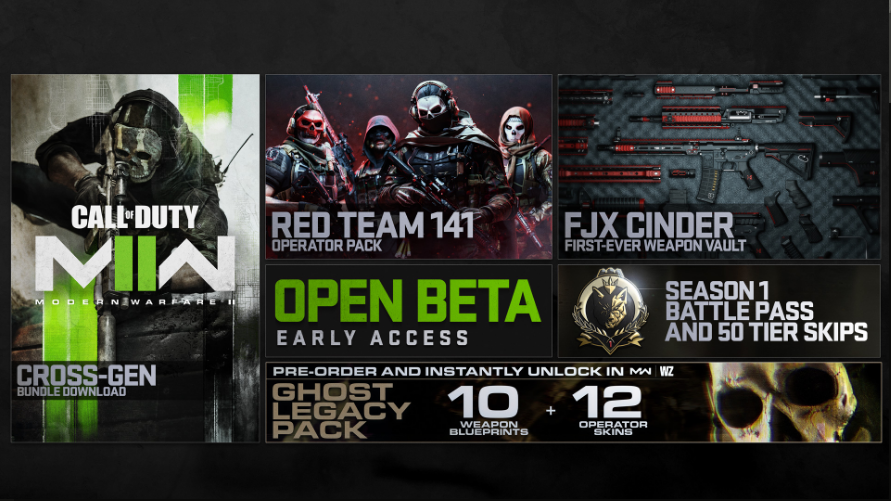 CALL OF DUTY
MWII
MODERN WARFARE II
CROSS-GEN
BUNDLE DOWNLOAD
RED TEAM 141
OPERATOR PACK
FJX CINDER
FIRST-EVER WEAPON VAULT
OPEN BETA
EARLY ACCESS
SEASON 1
BATTLE PASS
AND 50 TIER SKIPS
PRE-ORDER AND INSTANTLY UNLOCK IN MW | WZ
GHOST
LEGACY
PACK
10
WEAPON
BLUEPRINTS
+
12
OPERATOR
SKINS